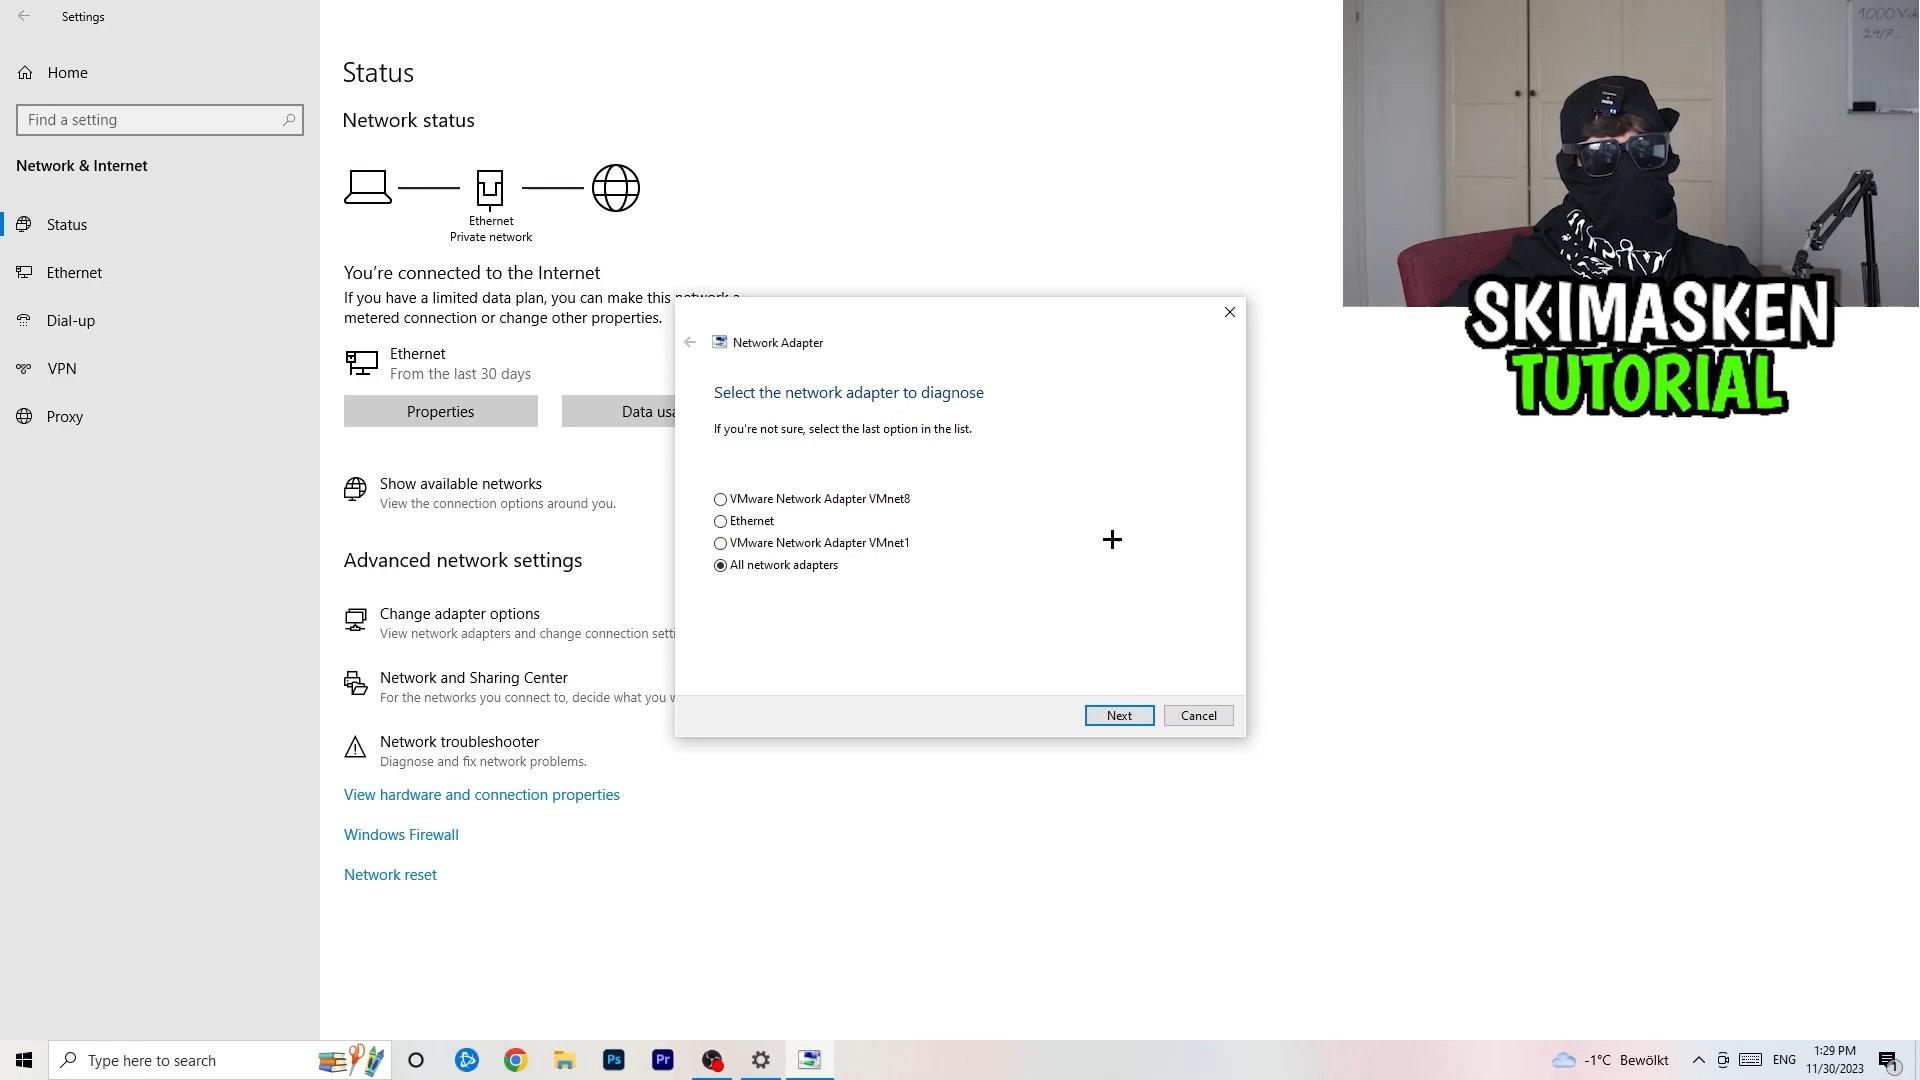 Settings
Home
Find a setting
Network & Internet
Status
Ethernet
Dial-up
VPN
Proxy
Status
Network status
Ethernet
Private network
You're connected to the Internet
If you have a limited data plan, you can make this network a
metered connection or change other properties.
Ethernet
From the last 30 days
Properties
Data usa
Show available networks
View the connection options around you.
Advanced network settings
Change adapter options
View network adapters and change connection setti
Network and Sharing Center
For the networks you connect to, decide what you w
Network troubleshooter
Diagnose and fix network problems.
View hardware and connection properties
Windows Firewall
Network reset
Network Adapter
Select the network adapter to diagnose
If you're not sure, select the last option in the list.
VMware Network Adapter VMnet8
Ethernet
VMware Network Adapter VMnet1
All network adapters
Next
Cancel
1000
24/7
SKIMASKEN
TUTORIAL
Type here to search
Ps
Pr
-1°C Bewölkt
ENG
1:29 PM
11/30/2023
1